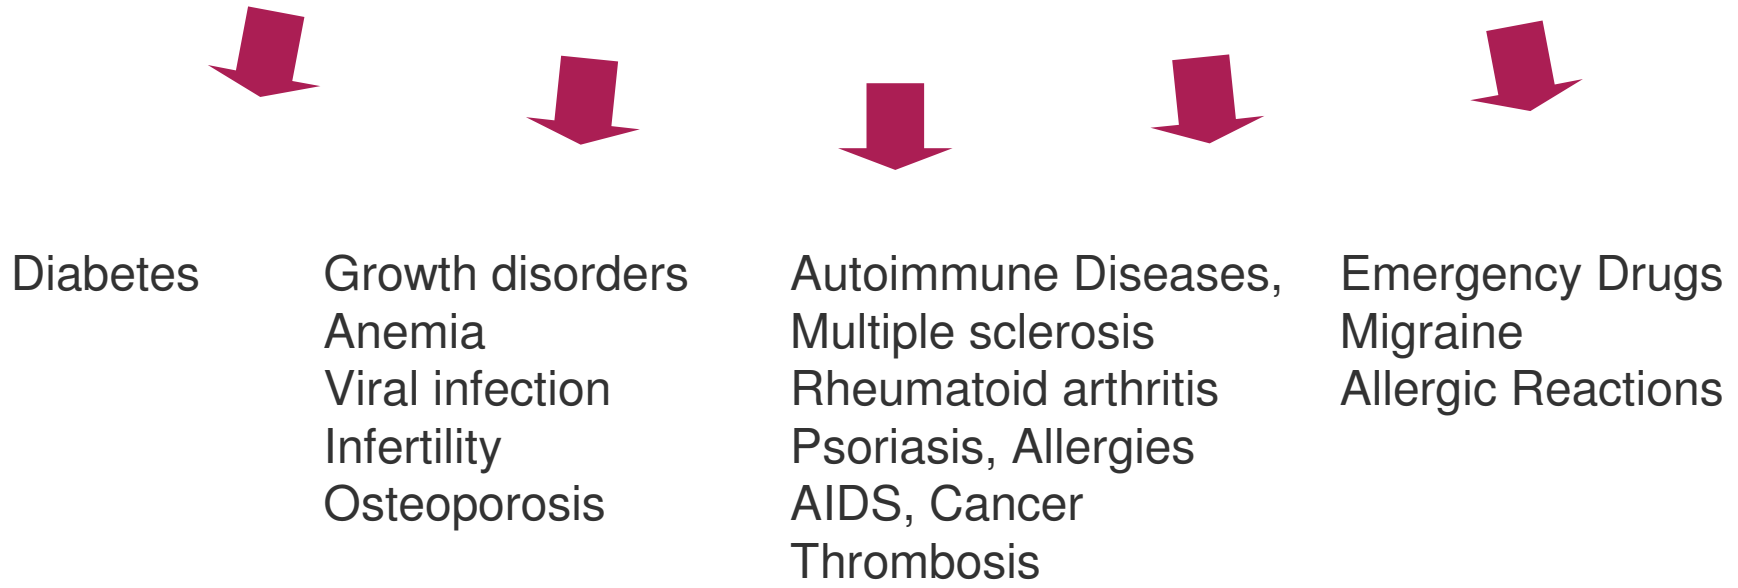 Diabetes
Growth disorders
Anemia
Viral infection
Infertility
Osteoporosis
Autoimmune Diseases,
Multiple sclerosis
Rheumatoid arthritis
Psoriasis, Allergies
AIDS, Cancer
Thrombosis
Emergency Drugs
Migraine
Allergic Reactions